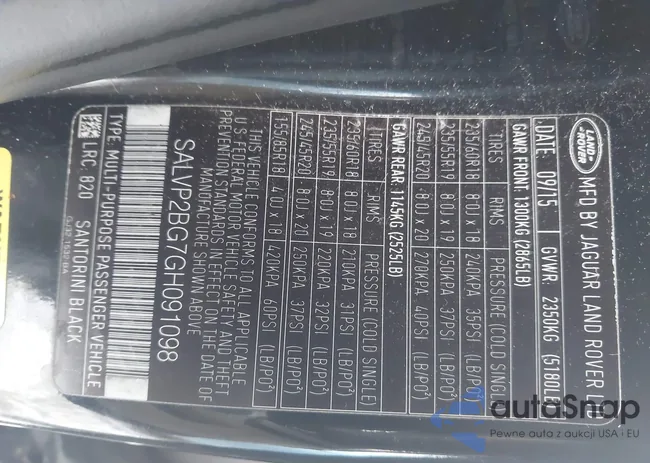 LAND
ROVER
MFD BY JAGUAR LAND ROVER
DATE: 09/15 GVWR: 2350KG (5180LB)
GAWR FRONT: 1300KG (2865LB)
TIRES RIMS PRESSURE (COLD
235/60R18 8.0J x 18 240KPA 35PSI (LB/PO²)
235/55R19 8.0J x 19 250KPA 37PSI (LB/PO²)
245/45R20 8.0J x 20 270KPA 40PSI (LB/PO²)
GAWR REAR: 1145KG (2525LB)
TIRES RIMS PRESSURE (COLD SINGLE)
235/60R18 8.0J x 18 210KPA 31PSI (LB/PO²)
235/55R19 8.0J x 19 220KPA 32PSI (LB/PO²)
245/45R20 8.0J x 20 250KPA 37PSI (LB/PO²)
155/85R18 4.0J x 18 420KPA 60PSI (LB/PO²)
THIS VEHICLE CONFORMS TO ALL APPLICABLE
U.S. FEDERAL MOTOR VEHICLE SAFETY AND THEFT
PREVENTION STANDARDS IN EFFECT ON THE DATE OF
MANUFACTURE SHOWN ABOVE
SALVP2BG7GH091098
TYPE: MULTI-PURPOSE PASSENGER VEHICLE
LRC: 820 SANTORINI BLACK
autoSnap
Pewne auta z aukcji USA i EU